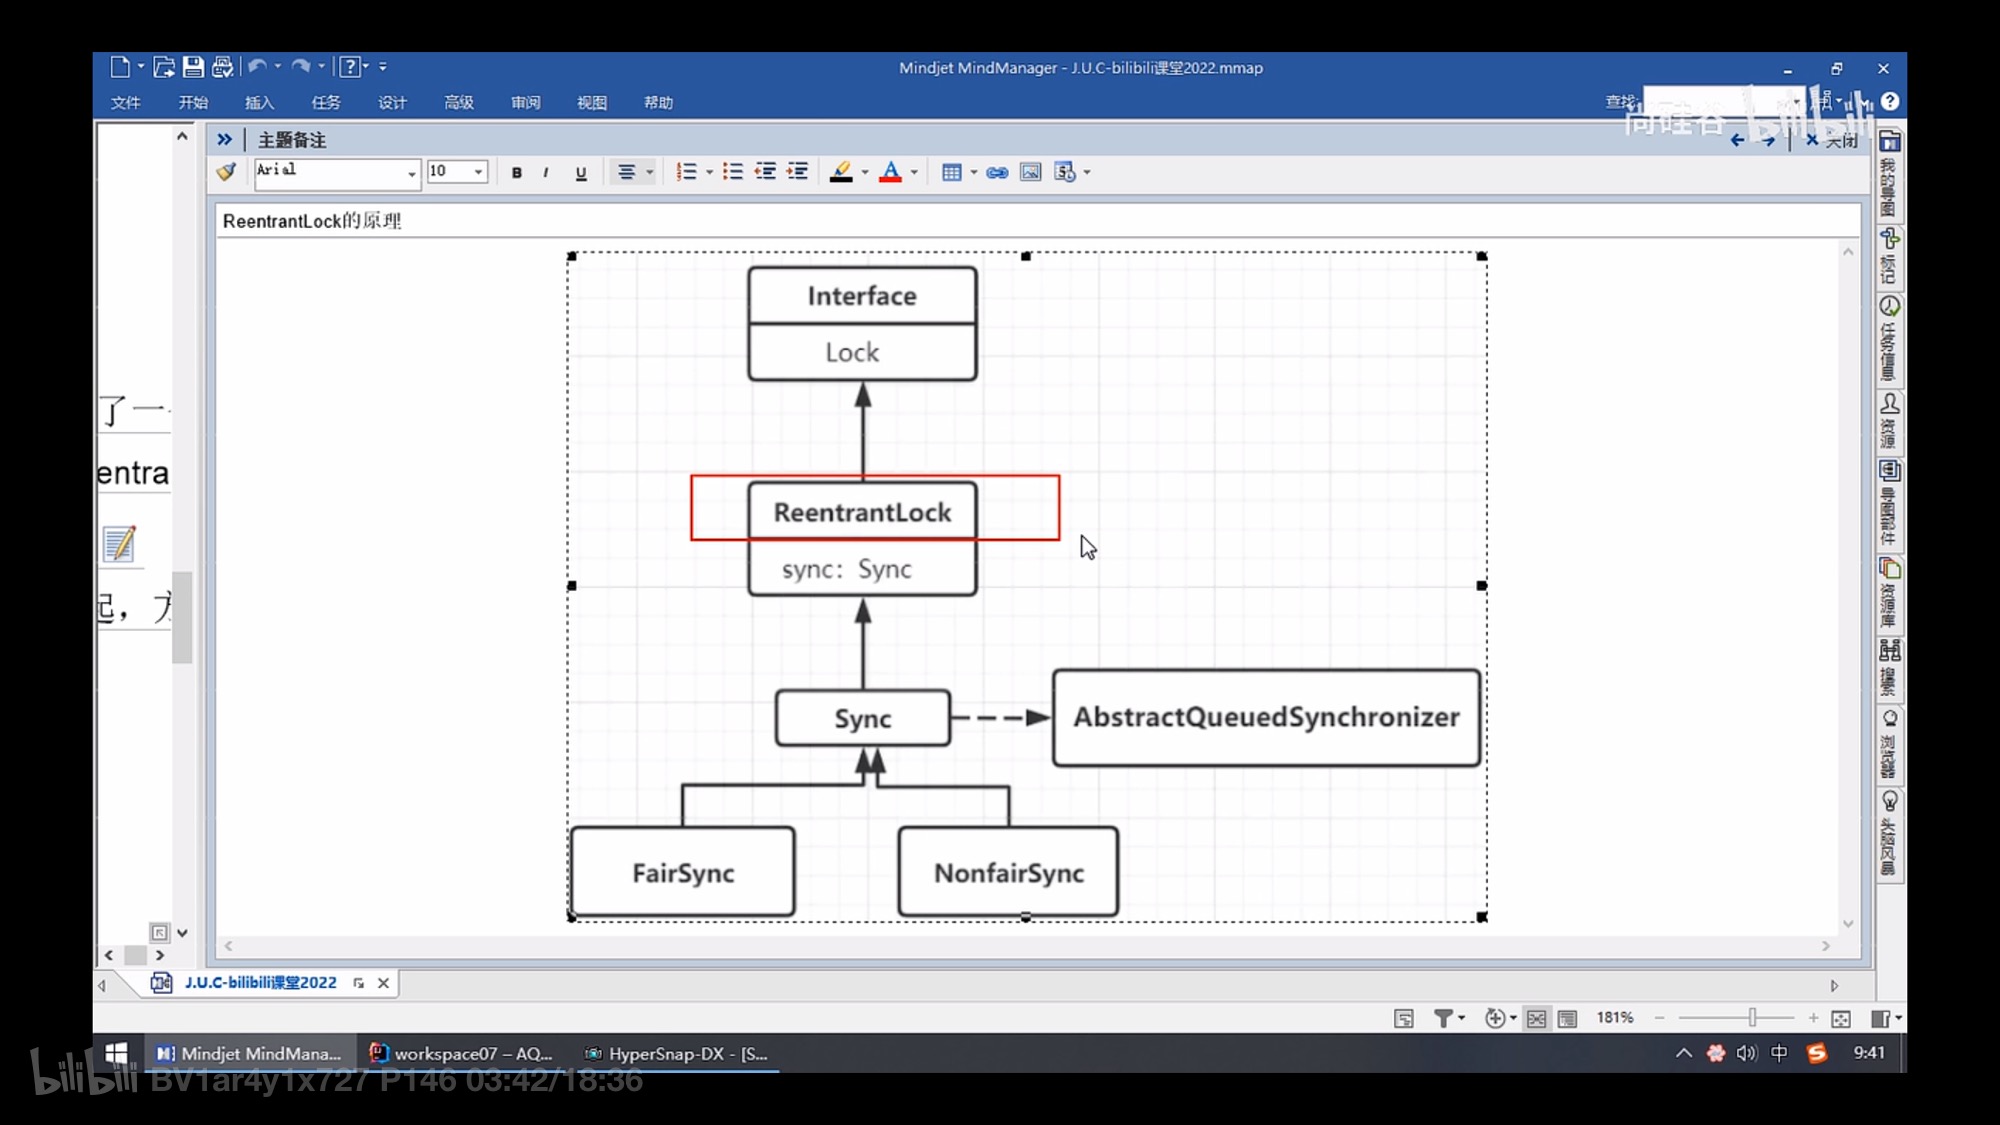 Mindjet MindManager - J.U.C-bilibili课堂2022.mmap
文件 开始 插入 任务 设计 高级 审阅 视图 帮助
查找:
尚硅谷 bilibili
主题备注
关闭
Arial 10 B I U
ReentrantLock的原理
Interface
Lock
ReentrantLock
sync: Sync
Sync
AbstractQueuedSynchronizer
FairSync
NonfairSync
了一
entra
起，方
我的导图
标记
任务信息
资源
导图部件
资源库
搜索
浏览器
头脑风暴
J.U.C-bilibili课堂2022
181%
Mindjet MindMana...
workspace07 – AQ...
HyperSnap-DX - [S...
中
9:41
bilibili BV1ar4y1x727 P146 03:42/18:36